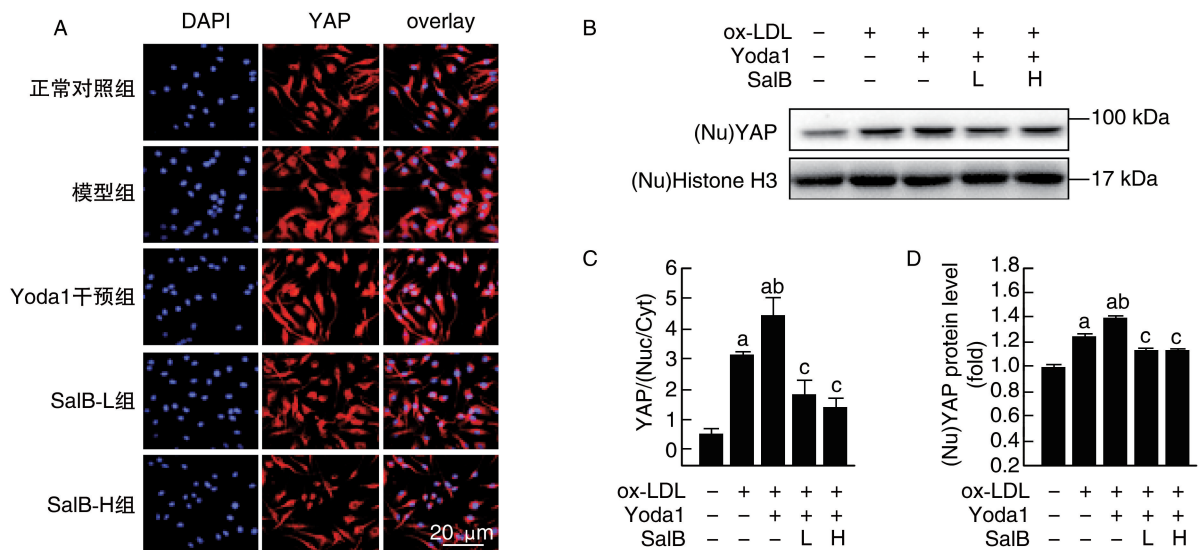 A
DAPI YAP overlay
正常对照组
模型组
Yoda1干预组
SalB-L组
SalB-H组
20 μm
B
ox-LDL − + + + +
Yoda1 − − + + +
SalB − − − L H
(Nu)YAP
100 kDa
(Nu)Histone H3
17 kDa
C
YAP/(Nuc/Cyt)
6
5
4
3
2
1
0
a
ab
c
c
ox-LDL − + + + +
Yoda1 − − + + +
SalB − − − L H
D
(Nu)YAP protein level
(fold)
1.8
1.6
1.4
1.2
1.0
0.8
0.6
0.4
0.2
a
ab
c
c
ox-LDL − + + + +
Yoda1 − − + + +
SalB − − − L H